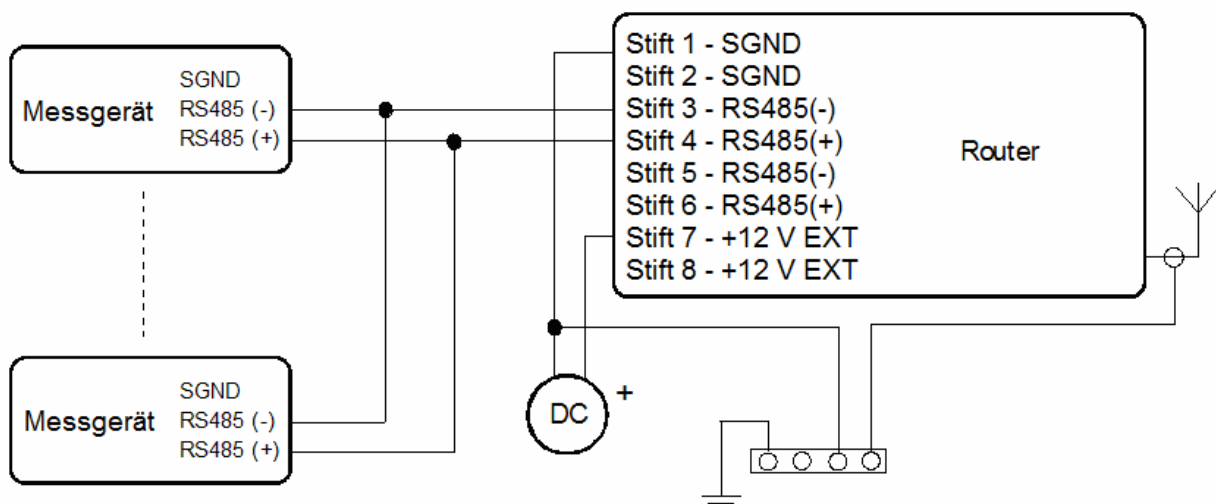 Messgerät
SGND
RS485 (-)
RS485 (+)
Stift 1 - SGND
Stift 2 - SGND
Stift 3 - RS485(-)
Stift 4 - RS485(+)
Stift 5 - RS485(-)
Stift 6 - RS485(+)
Stift 7 - +12 V EXT
Stift 8 - +12 V EXT
Router
Messgerät
SGND
RS485 (-)
RS485 (+)
DC
+